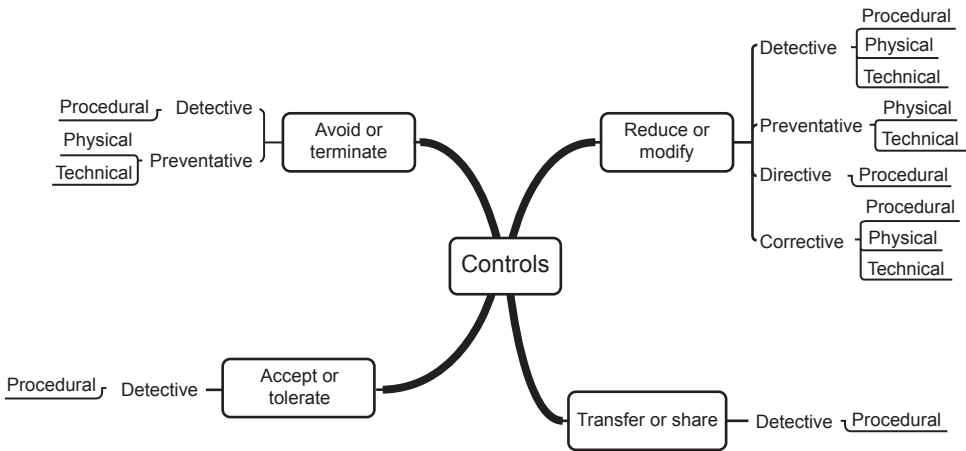 Controls
Avoid or
terminate
Detective
Procedural
Preventative
Physical
Technical
Reduce or
modify
Detective
Procedural
Physical
Technical
Preventative
Physical
Technical
Directive
Procedural
Corrective
Procedural
Physical
Technical
Accept or
tolerate
Detective
Procedural
Transfer or share
Detective
Procedural